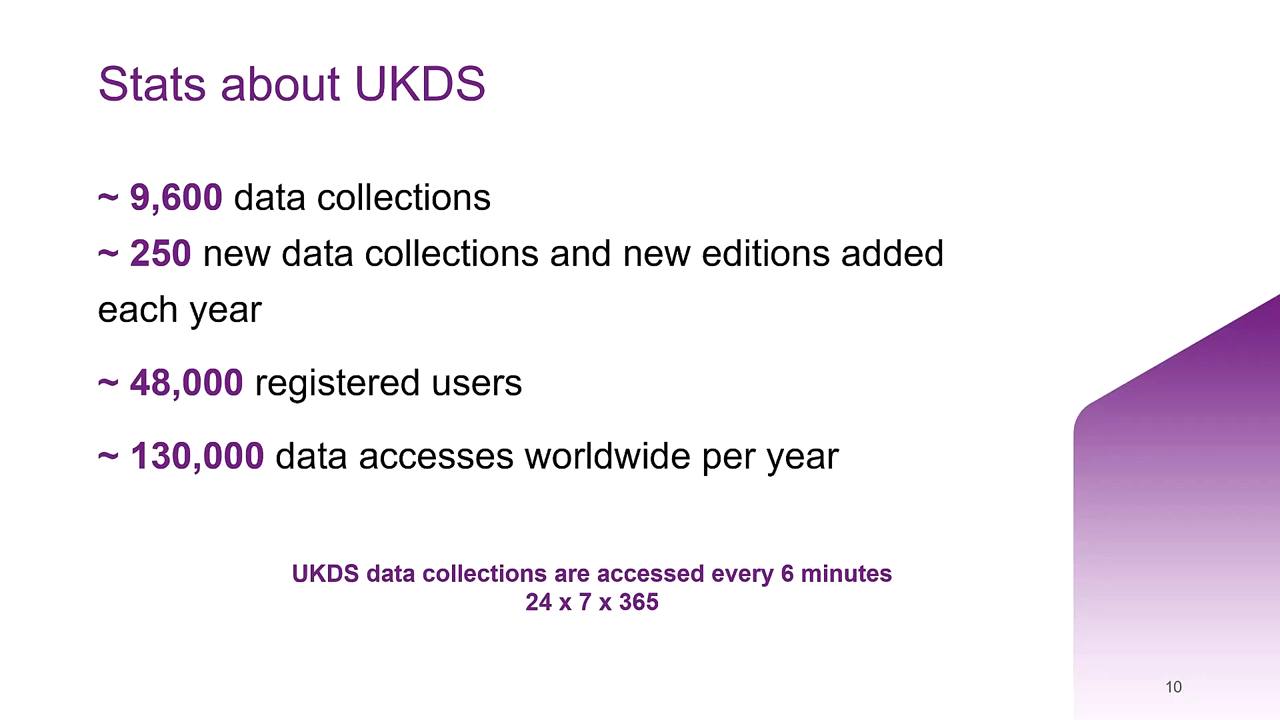 Stats about UKDS
~ 9,600 data collections
~ 250 new data collections and new editions added
each year
~ 48,000 registered users
~ 130,000 data accesses worldwide per year
UKDS data collections are accessed every 6 minutes
24 x 7 x 365
10